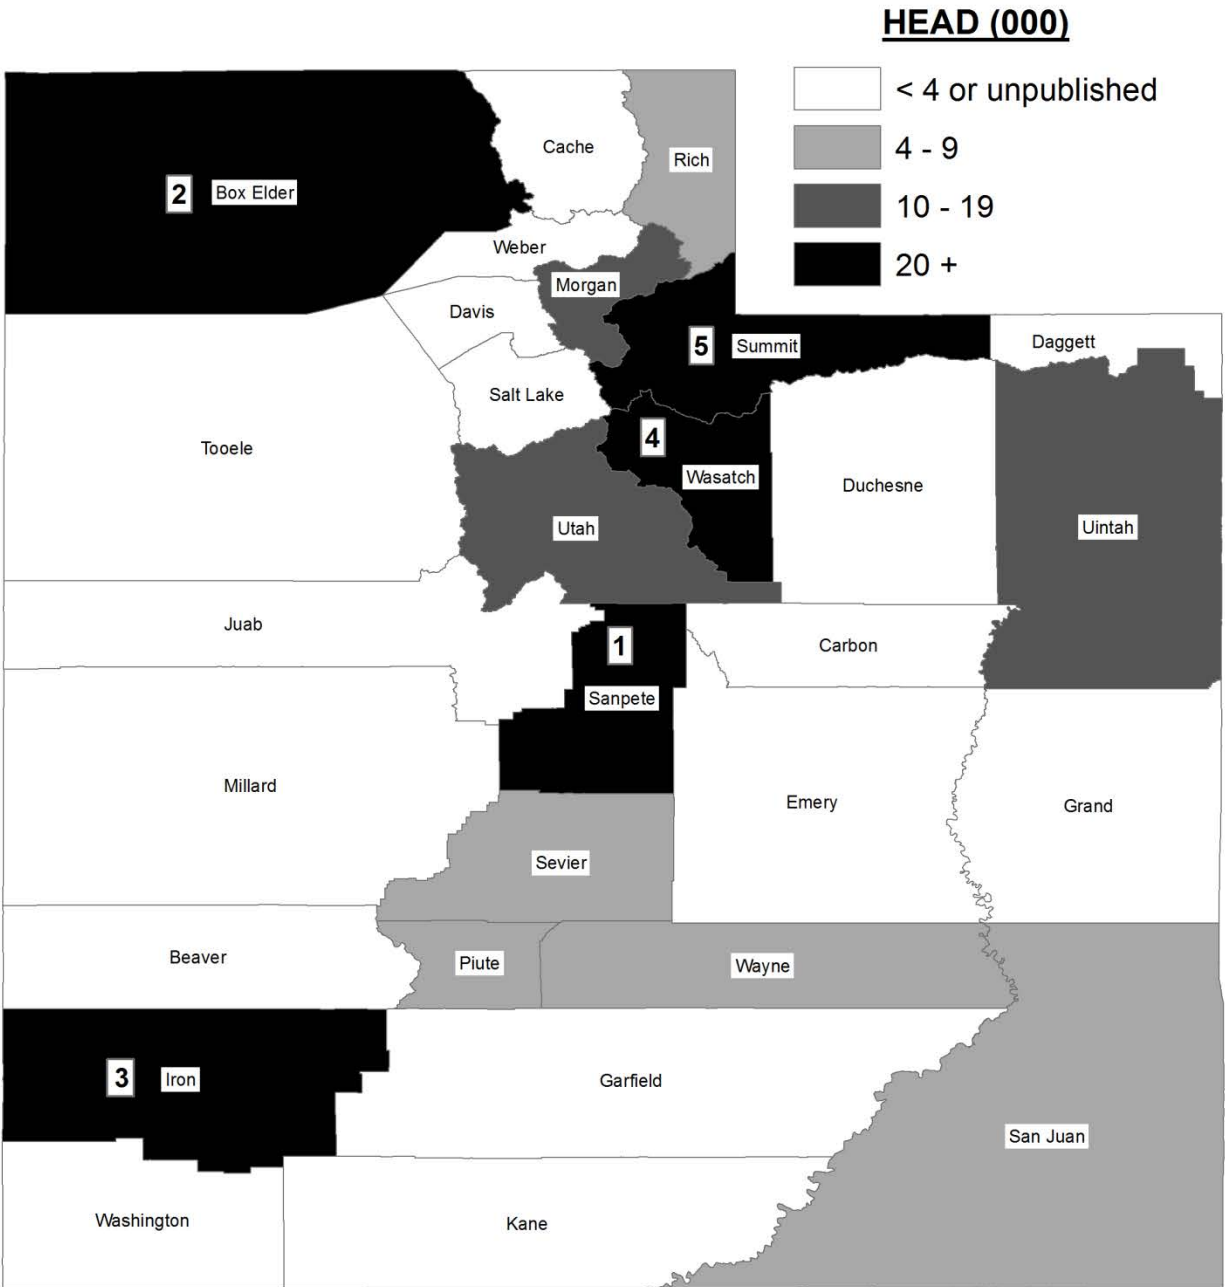 HEAD (000)
< 4 or unpublished
4 - 9
10 - 19
20 +
Cache
Rich
2 Box Elder
Weber
Morgan
Davis
5 Summit
Daggett
Salt Lake
4
Tooele
Wasatch
Duchesne
Utah
Uintah
Juab
1
Carbon
Sanpete
Millard
Emery
Grand
Sevier
Beaver
Piute
Wayne
3 Iron
Garfield
San Juan
Washington
Kane